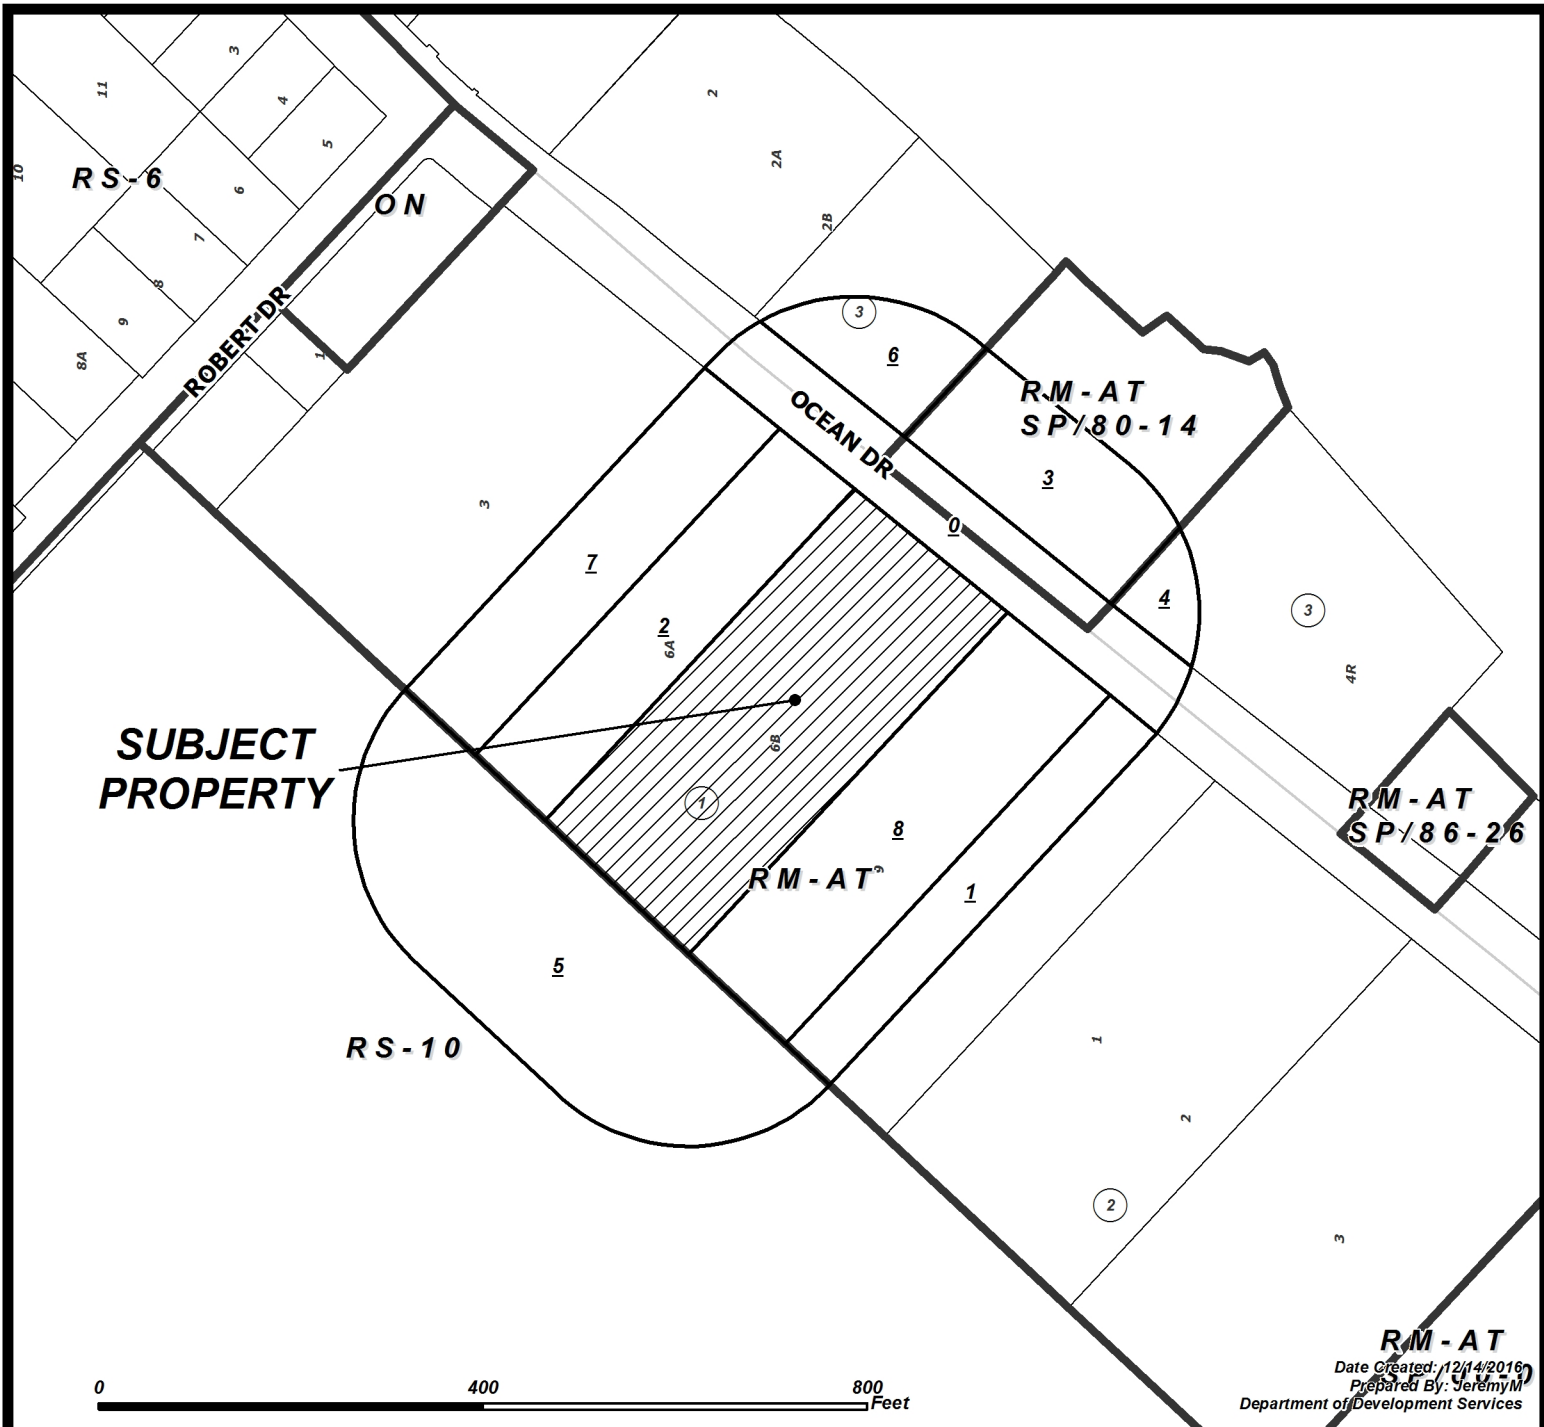 3
2
11
4
2A
5
10
RS-6
6
ON
2B
7
8
ROBERT DR
9
3
8A
1
6
RM-AT
SP/80-14
OCEAN DR
3
3
0
7
4
3
2
6A
4R
SUBJECT
PROPERTY
6B
1
RM-AT
SP/86-26
8
RM-AT
9
1
5
RS-10
1
2
2
3
RM-AT
Date Created: 12/14/2016
Prepared By: JeremyM
Department of Development Services
0
400
800
Feet